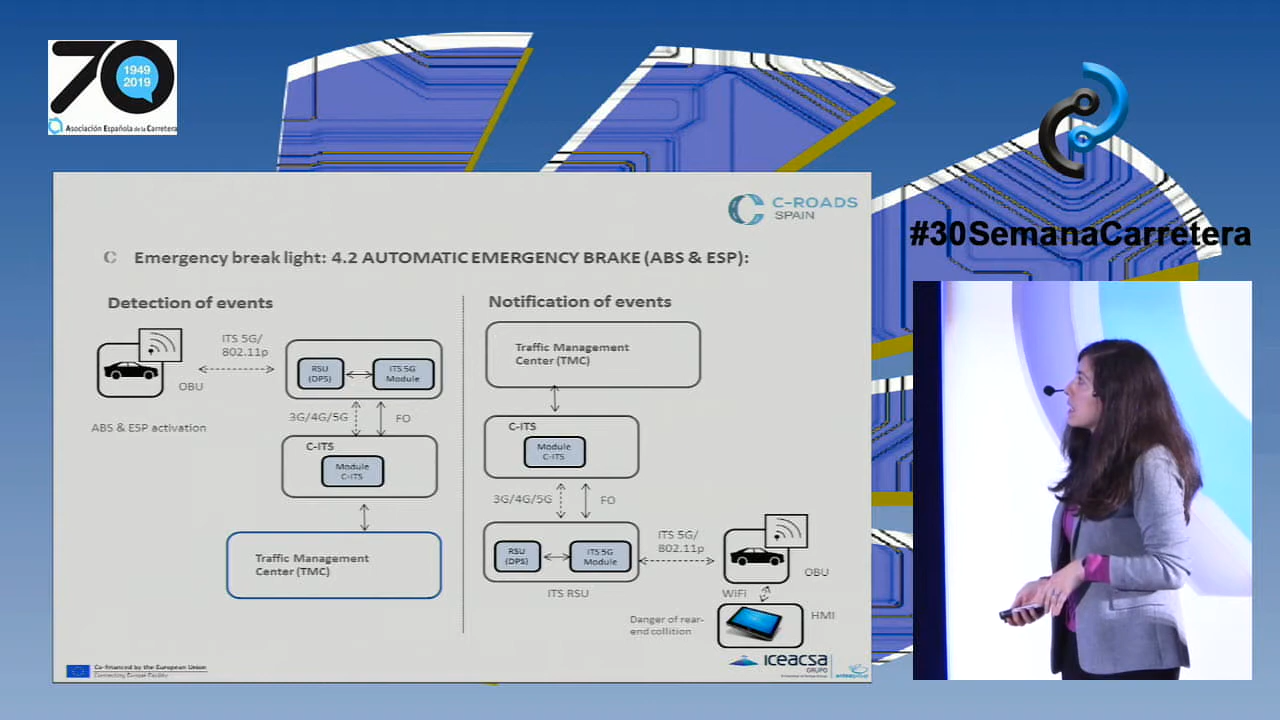 70
1949
2019
Asociación Española de la Carretera
#30SemanaCarretera
C-ROADS
SPAIN
Emergency break light: 4.2 AUTOMATIC EMERGENCY BRAKE (ABS & ESP):
Detection of events
ITS 5G/
802.11p
OBU
ABS & ESP activation
RSU
(DPS)
ITS 5G
Module
3G/4G/5G
FO
C-ITS
Module
C-ITS
Traffic Management
Center (TMC)
Notification of events
Traffic Management
Center (TMC)
C-ITS
Module
C-ITS
3G/4G/5G
FO
RSU
(DPS)
ITS 5G
Module
ITS RSU
ITS 5G/
802.11p
OBU
WIFI
HMI
Danger of rear-
end collition
Co-financed by the European Union
Connecting Europe Facility
ICEACSA
GRUPO